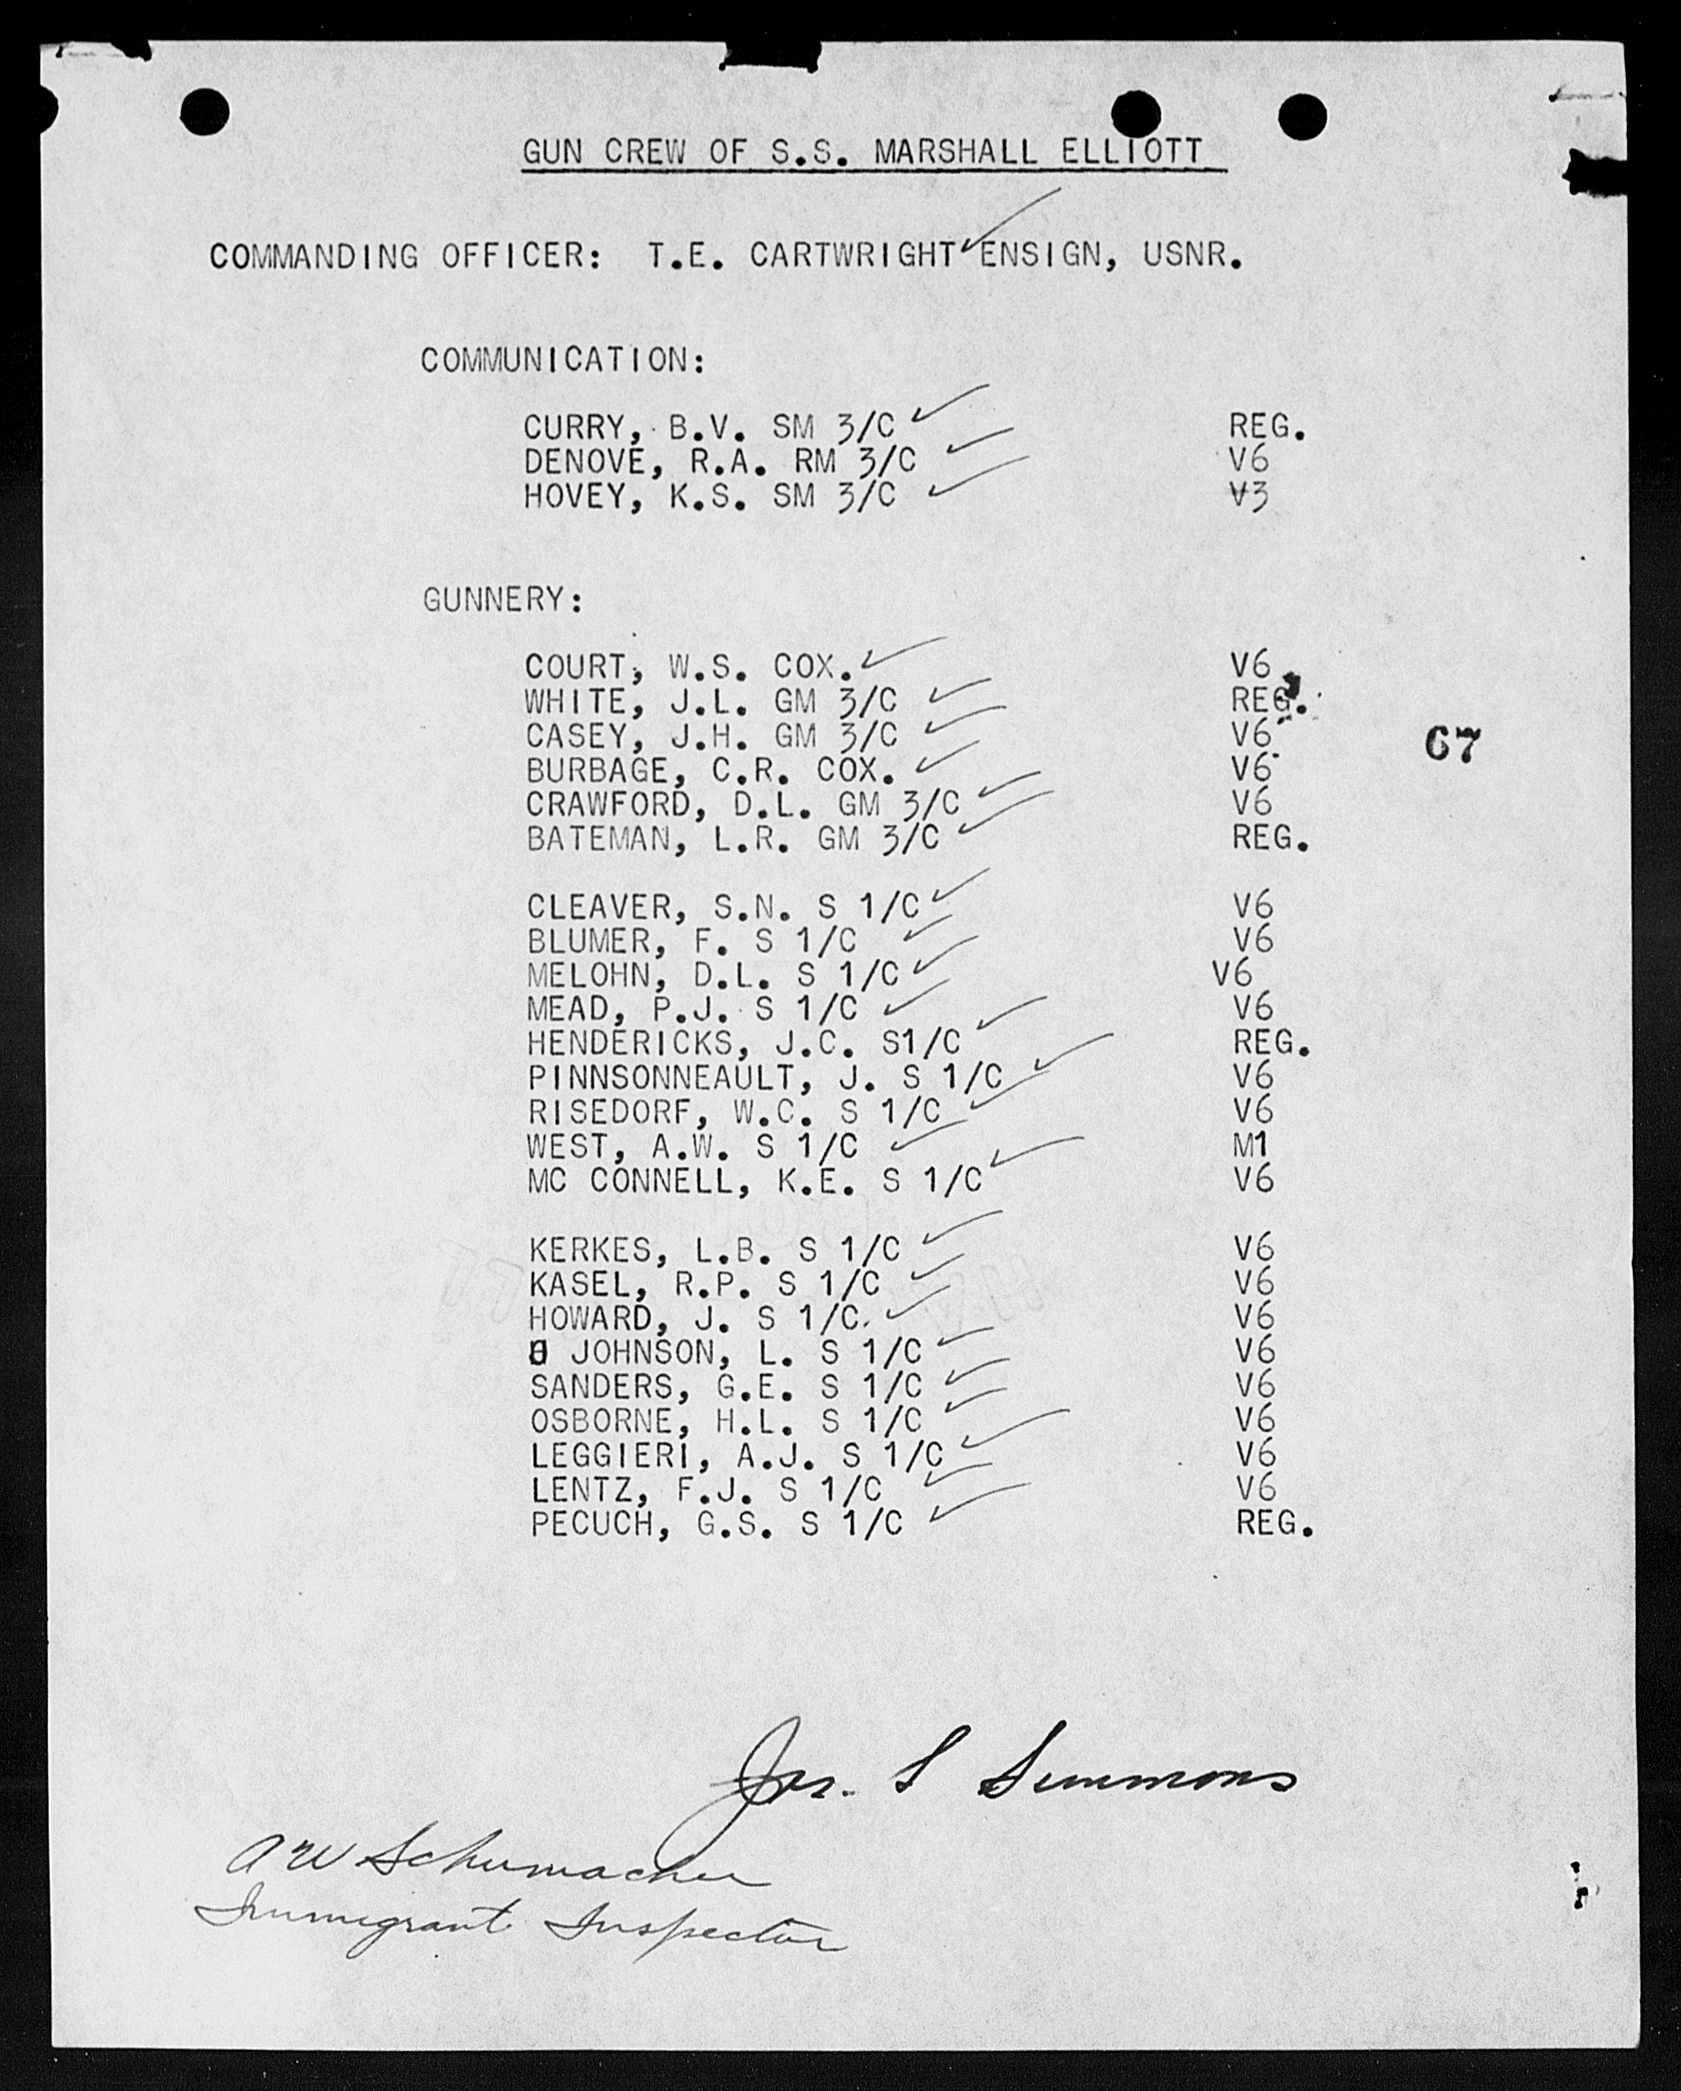 GUN CREW OF S.S. MARSHALL ELLIOTT
COMMANDING OFFICER: T.E. CARTWRIGHT ENSIGN, USNR.
COMMUNICATION:
CURRY, B.V. SM 3/C REG.
DENOVE, R.A. RM 3/C V6
HOVEY, K.S. SM 3/C V3
GUNNERY:
COURT, W.S. COX. V6
WHITE, J.L. GM 3/C REG.
CASEY, J.H. GM 3/C V6
67
BURBAGE, C.R. COX. V6
CRAWFORD, D.L. GM 3/C V6
BATEMAN, L.R. GM 3/C REG.
CLEAVER, S.N. S 1/C V6
BLUMER, F. S 1/C V6
MELOHN, D.L. S 1/C V6
MEAD, P.J. S 1/C V6
HENDERICKS, J.C. S1/C REG.
PINNSONNEAULT, J. S 1/C V6
RISEDORF, W.C. S 1/C V6
WEST, A.W. S 1/C M1
MC CONNELL, K.E. S 1/C V6
KERKES, L.B. S 1/C V6
KASEL, R.P. S 1/C V6
HOWARD, J. S 1/C. V6
JOHNSON, L. S 1/C V6
SANDERS, G.E. S 1/C V6
OSBORNE, H.L. S 1/C V6
LEGGIERI, A.J. S 1/C V6
LENTZ, F.J. S 1/C V6
PECUCH, G.S. S 1/C REG.
Jos. S Simmons
A W Schumacher
Immigrant Inspector